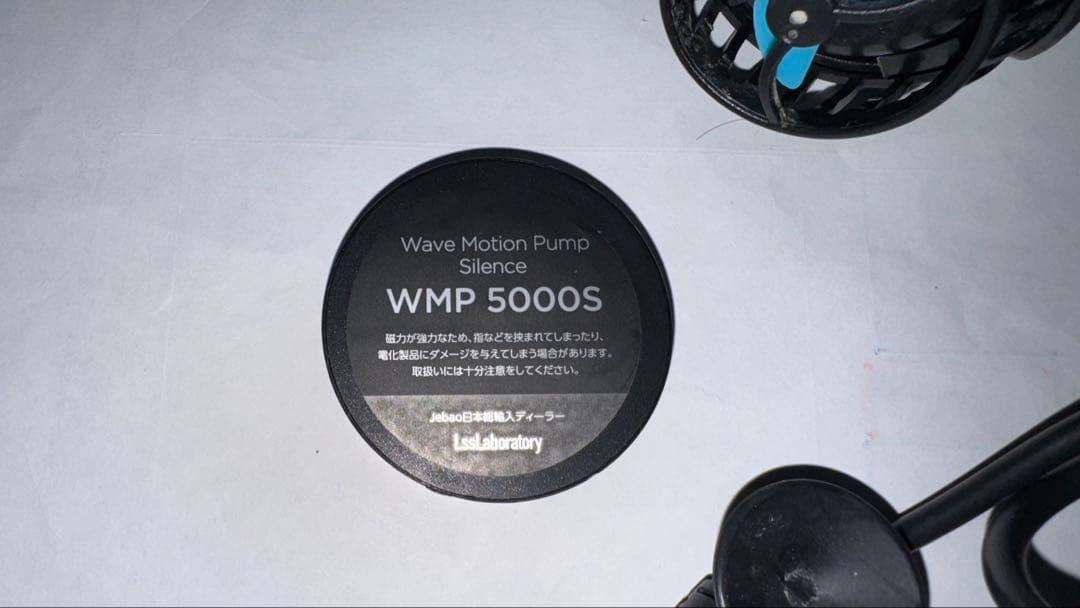 Wave Motion Pump
Silence
WMP 5000S
磁力が強力なため、指などを挟まれてしまったり、
電化製品にダメージを与えてしまう場合があります。
取扱いには十分注意をしてください。
Jebao日本総輸入ディーラー
LssLaboratory